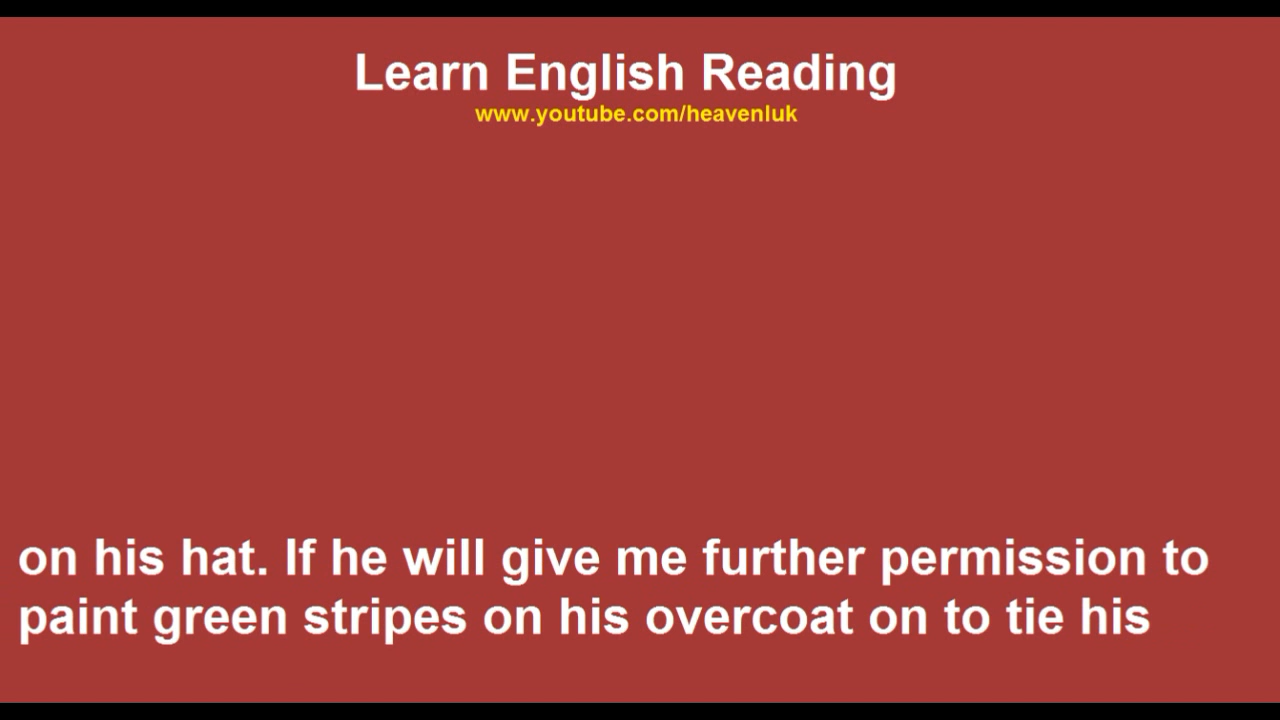 Learn English Reading
www.youtube.com/heavenluk
on his hat. If he will give me further permission to
paint green stripes on his overcoat on to tie his